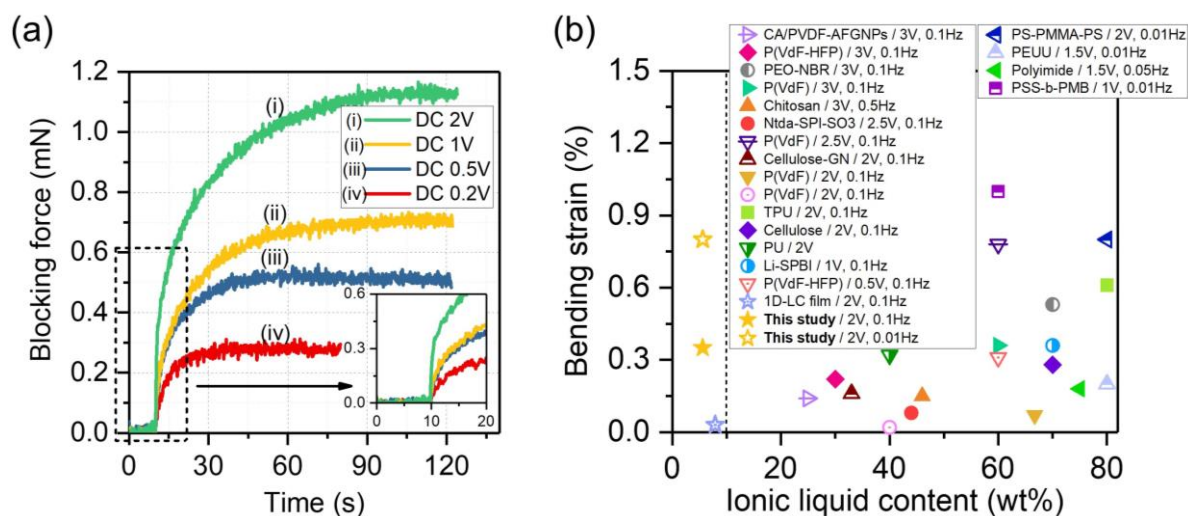 (a)
Blocking force (mN)
1.2
1.0
0.8
0.6
0.4
0.2
0.0
(i)
(ii)
(iii)
(iv)
(i) DC 2V
(ii) DC 1V
(iii) DC 0.5V
(iv) DC 0.2V
0.6
0.3
0.0
0 10 20
0 30 60 90 120
Time (s)
(b)
Bending strain (%)
1.5
1.2
0.9
0.6
0.3
0.0
CA/PVDF-AFGNPs / 3V, 0.1Hz
P(VdF-HFP) / 3V, 0.1Hz
PEO-NBR / 3V, 0.1Hz
P(VdF) / 3V, 0.1Hz
Chitosan / 3V, 0.5Hz
Ntda-SPI-SO3 / 2.5V, 0.1Hz
P(VdF) / 2.5V, 0.1Hz
Cellulose-GN / 2V, 0.1Hz
P(VdF) / 2V, 0.1Hz
P(VdF) / 2V, 0.1Hz
TPU / 2V, 0.1Hz
Cellulose / 2V, 0.1Hz
PU / 2V
Li-SPBI / 1V, 0.1Hz
P(VdF-HFP) / 0.5V, 0.1Hz
1D-LC film / 2V, 0.1Hz
This study / 2V, 0.1Hz
This study / 2V, 0.01Hz
PS-PMMA-PS / 2V, 0.01Hz
PEUU / 1.5V, 0.01Hz
Polyimide / 1.5V, 0.05Hz
PSS-b-PMB / 1V, 0.01Hz
0 20 40 60 80
Ionic liquid content (wt%)